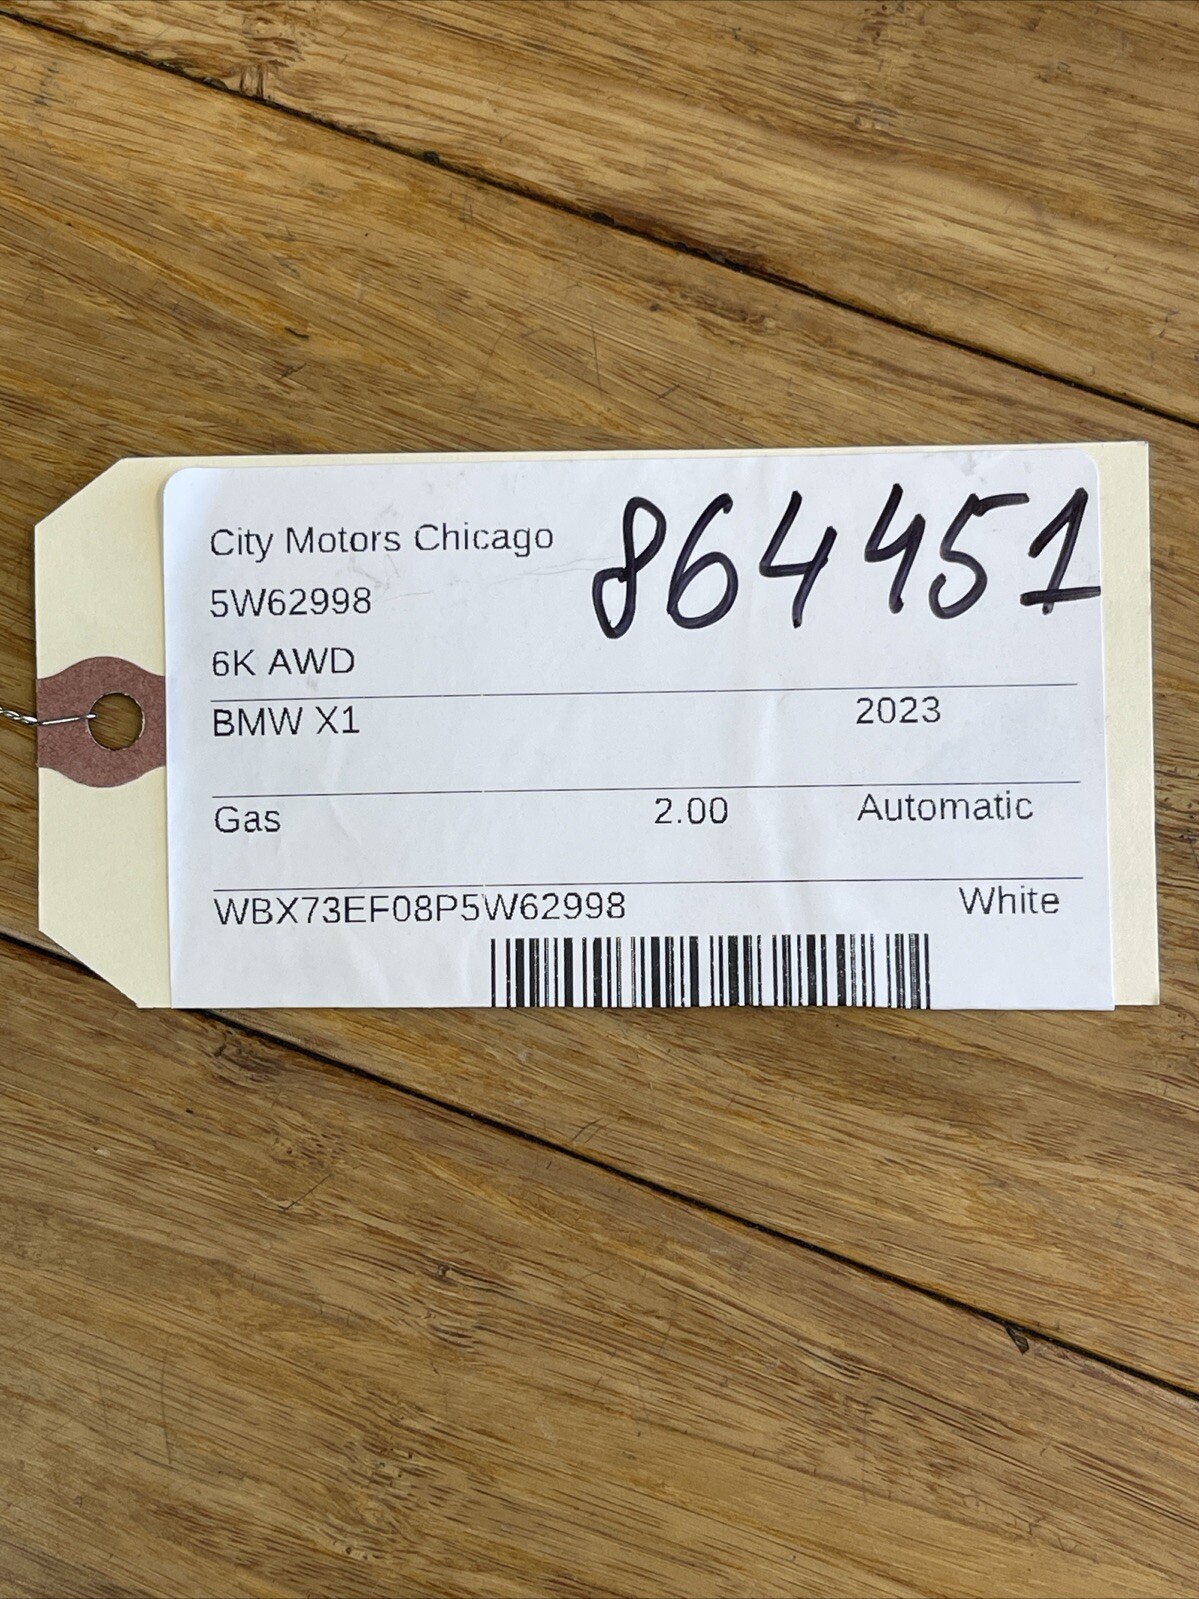 City Motors Chicago
864451
5W62998
6K AWD
BMW X1 2023
Gas 2.00 Automatic
WBX73EF08P5W62998 White